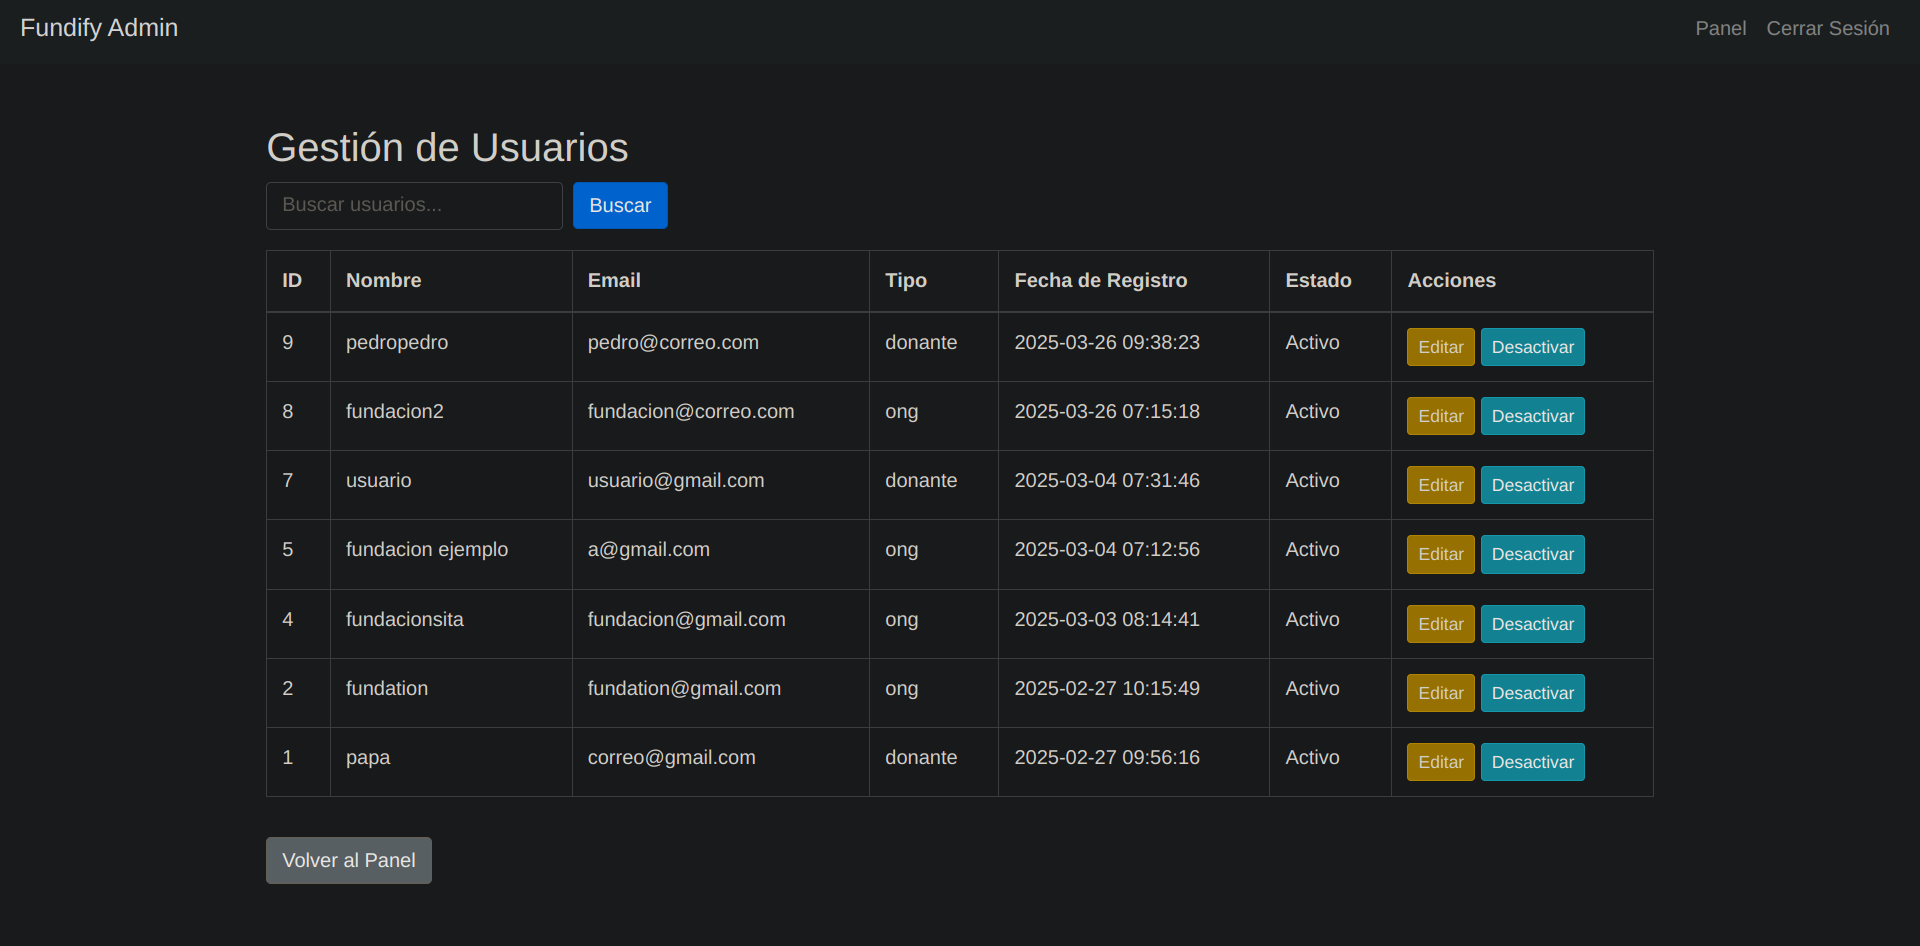 Fundify Admin Panel Cerrar Sesión
Gestión de Usuarios
Buscar usuarios... Buscar
ID Nombre Email Tipo Fecha de Registro Estado Acciones
9 pedropedro pedro@correo.com donante 2025-03-26 09:38:23 Activo Editar Desactivar
8 fundacion2 fundacion@correo.com ong 2025-03-26 07:15:18 Activo Editar Desactivar
7 usuario usuario@gmail.com donante 2025-03-04 07:31:46 Activo Editar Desactivar
5 fundacion ejemplo a@gmail.com ong 2025-03-04 07:12:56 Activo Editar Desactivar
4 fundacionsita fundacion@gmail.com ong 2025-03-03 08:14:41 Activo Editar Desactivar
2 fundation fundation@gmail.com ong 2025-02-27 10:15:49 Activo Editar Desactivar
1 papa correo@gmail.com donante 2025-02-27 09:56:16 Activo Editar Desactivar
Volver al Panel